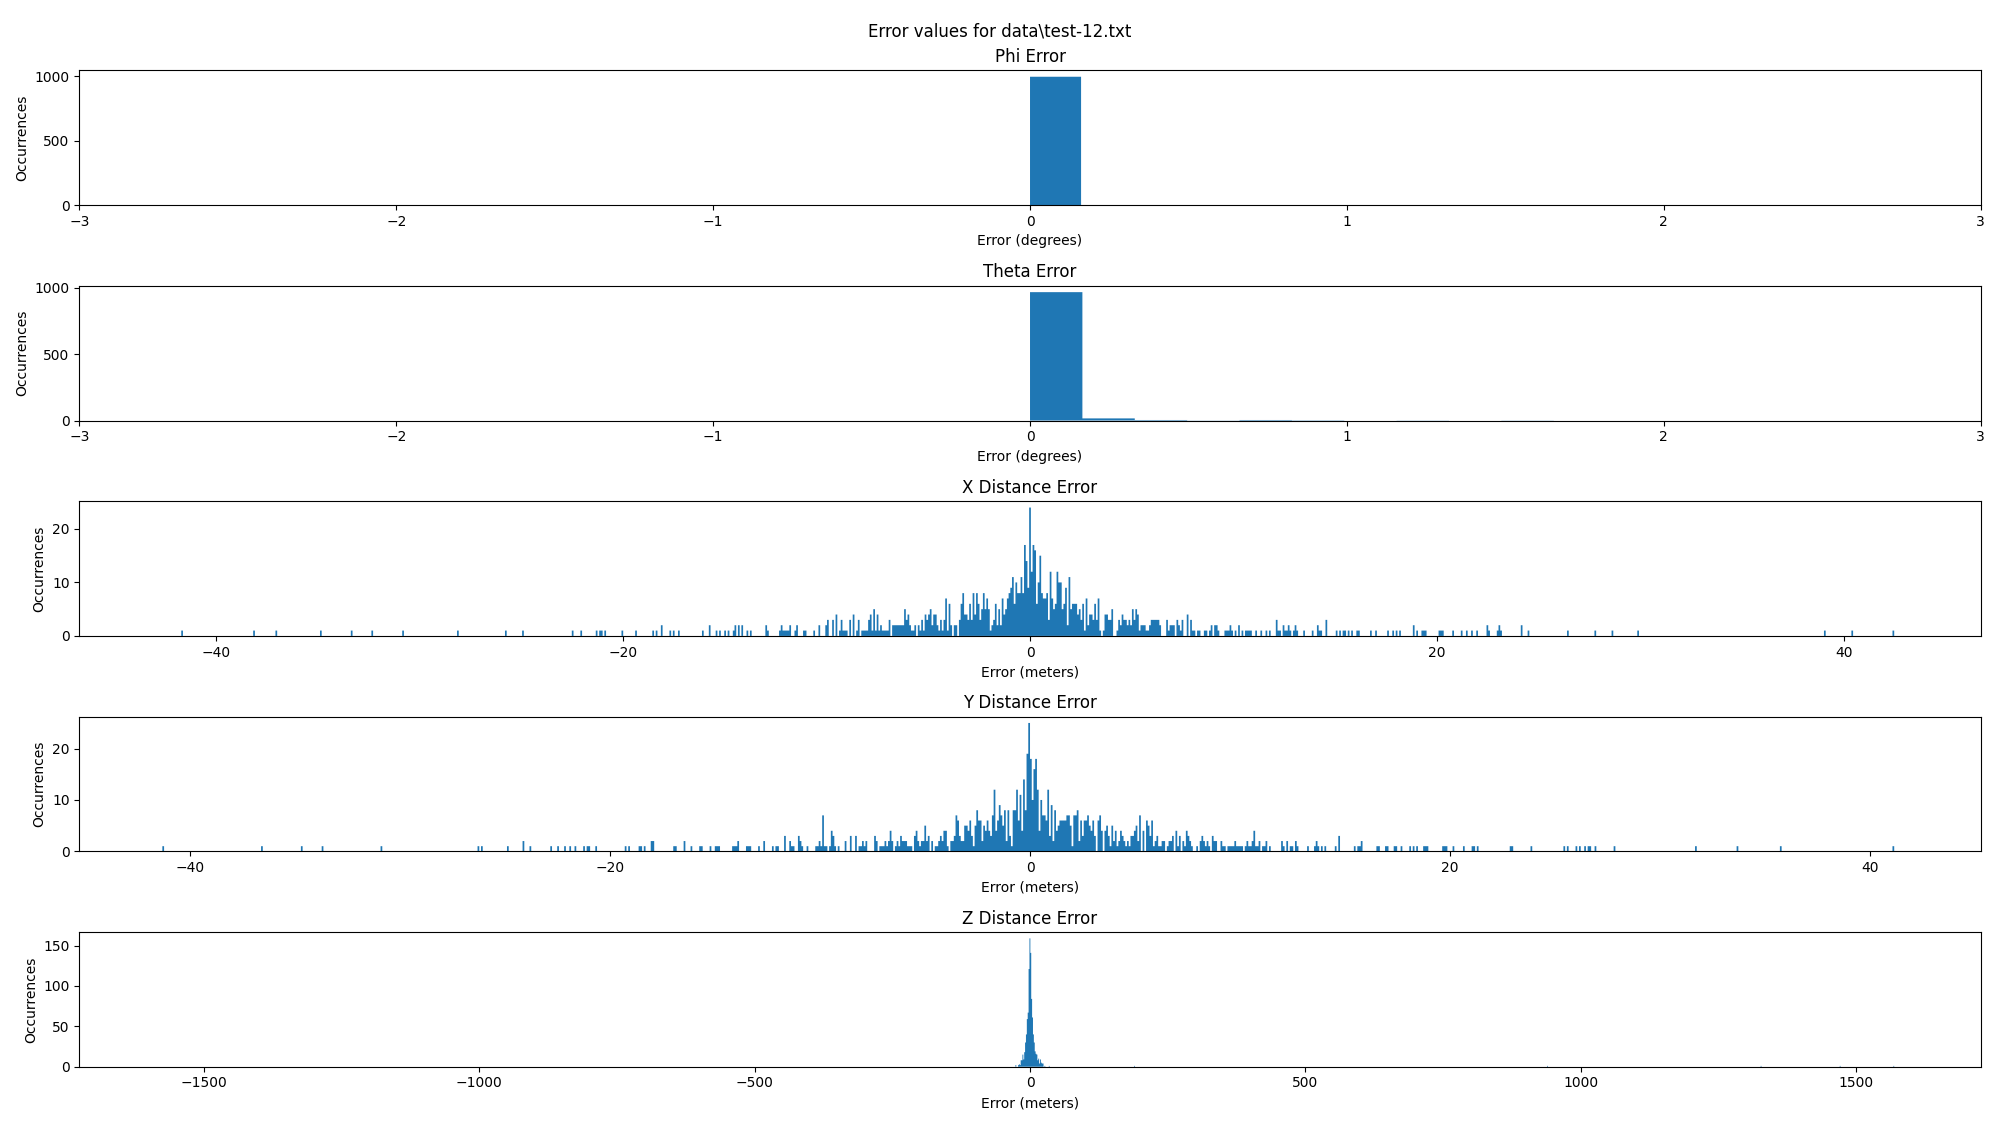 Error values for data\test-12.txt
Phi Error
Occurrences
1000
500
0
−3 −2 −1 0 1 2 3
Error (degrees)
Theta Error
Occurrences
1000
500
0
−3 −2 −1 0 1 2 3
Error (degrees)
X Distance Error
Occurrences
20
10
0
−40 −20 0 20 40
Error (meters)
Y Distance Error
Occurrences
20
10
0
−40 −20 0 20 40
Error (meters)
Z Distance Error
Occurrences
150
100
50
0
−1500 −1000 −500 0 500 1000 1500
Error (meters)